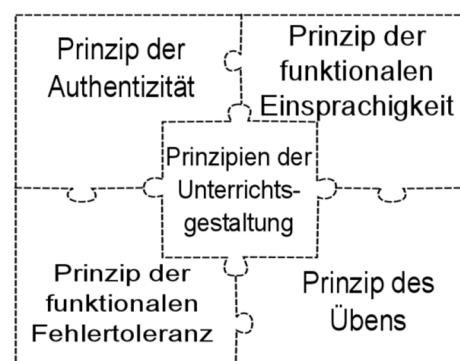 Prinzip der
Authentizität
Prinzip der
funktionalen
Einsprachigkeit
Prinzipien der
Unterrichts-
gestaltung
Prinzip der
funktionalen
Fehlertoleranz
Prinzip des
Übens